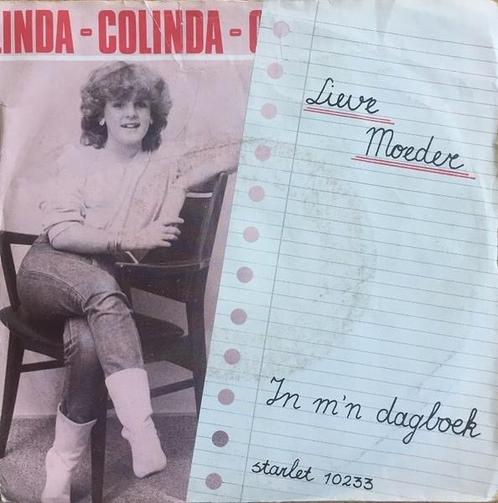 LINDA - COLINDA - C
Lieve
Moeder
In m'n dagboek
starlet 10233